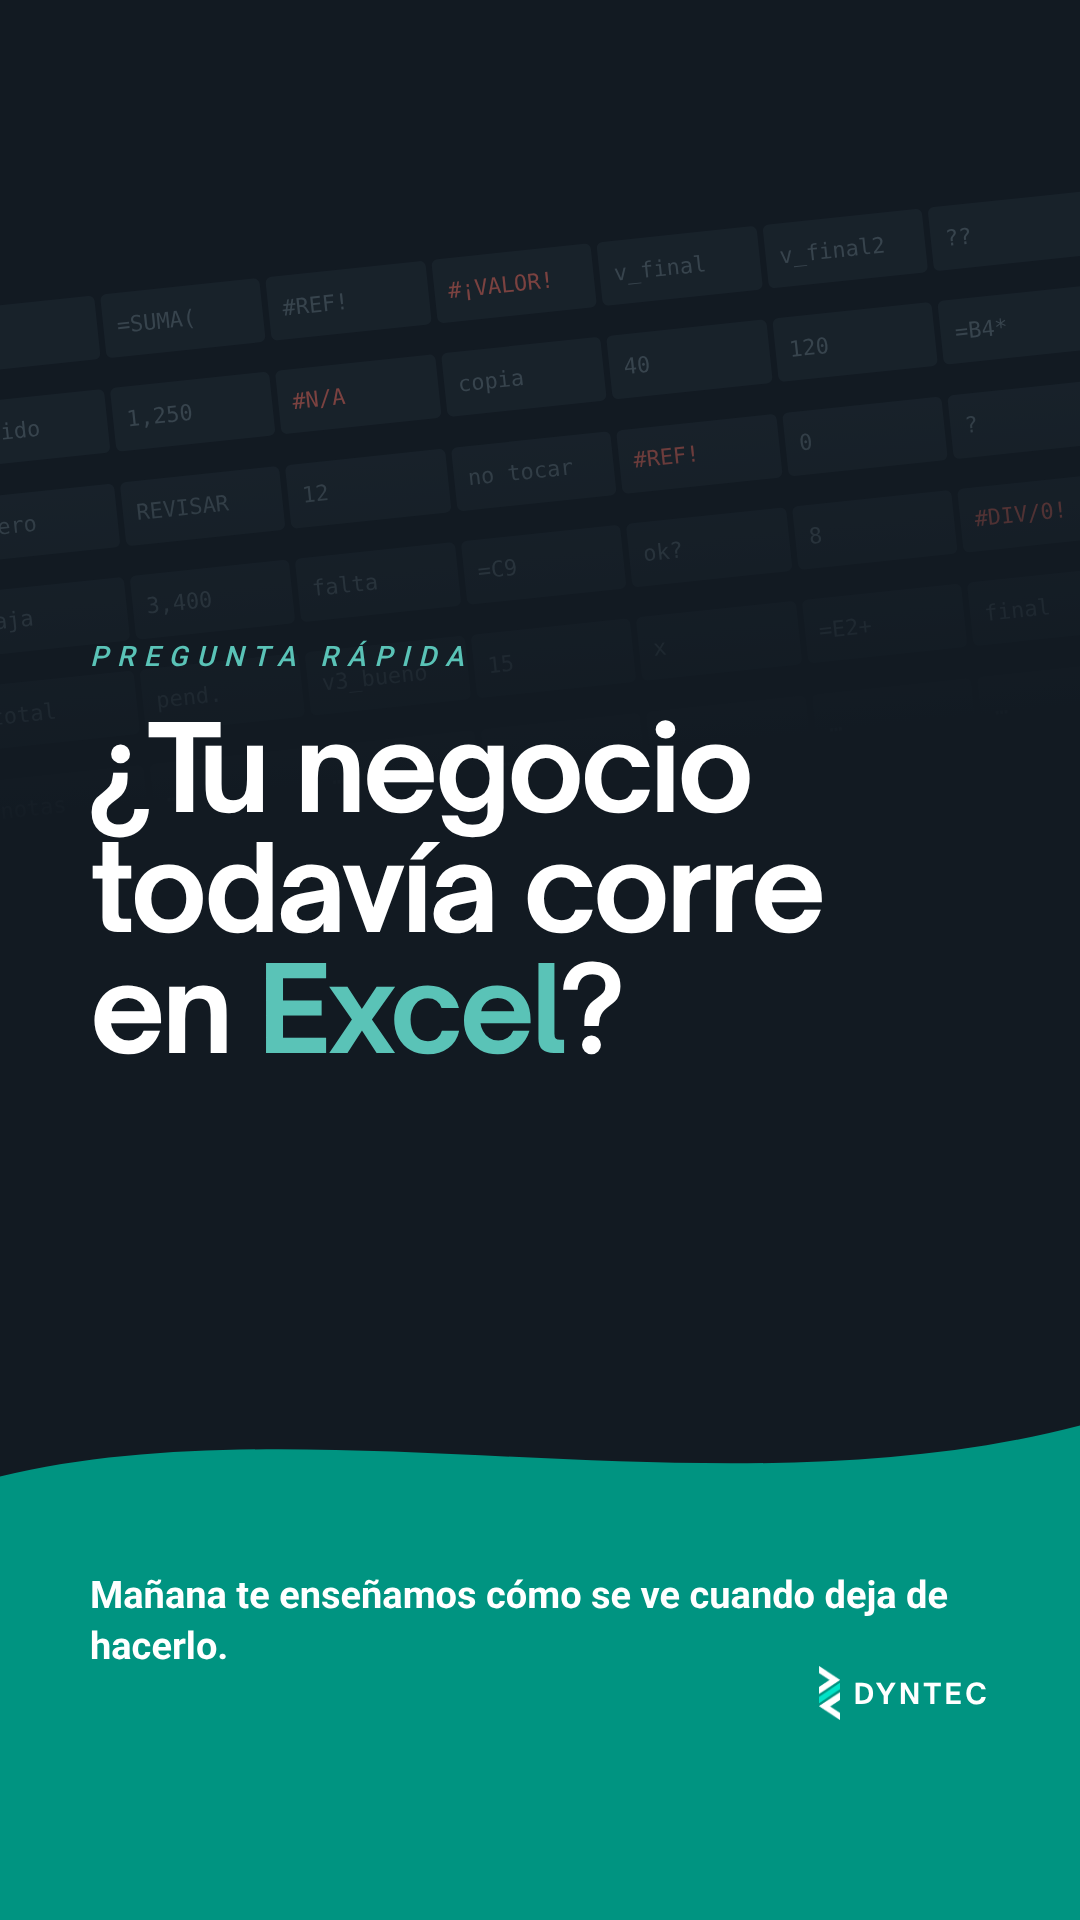 =SUMA( #REF! #¡VALOR! v_final v_final2 ??
ido 1,250 #N/A copia 40 120 =B4*
ero REVISAR 12 no tocar #REF! 0 ?
aja 3,400 falta =C9 ok? 8 #DIV/0!
otal pend. v3_bueno 15 x =E2+ final
PREGUNTA RÁPIDA
¿Tu negocio
todavía corre
en Excel?
Mañana te enseñamos cómo se ve cuando deja de
hacerlo.
DYNTEC